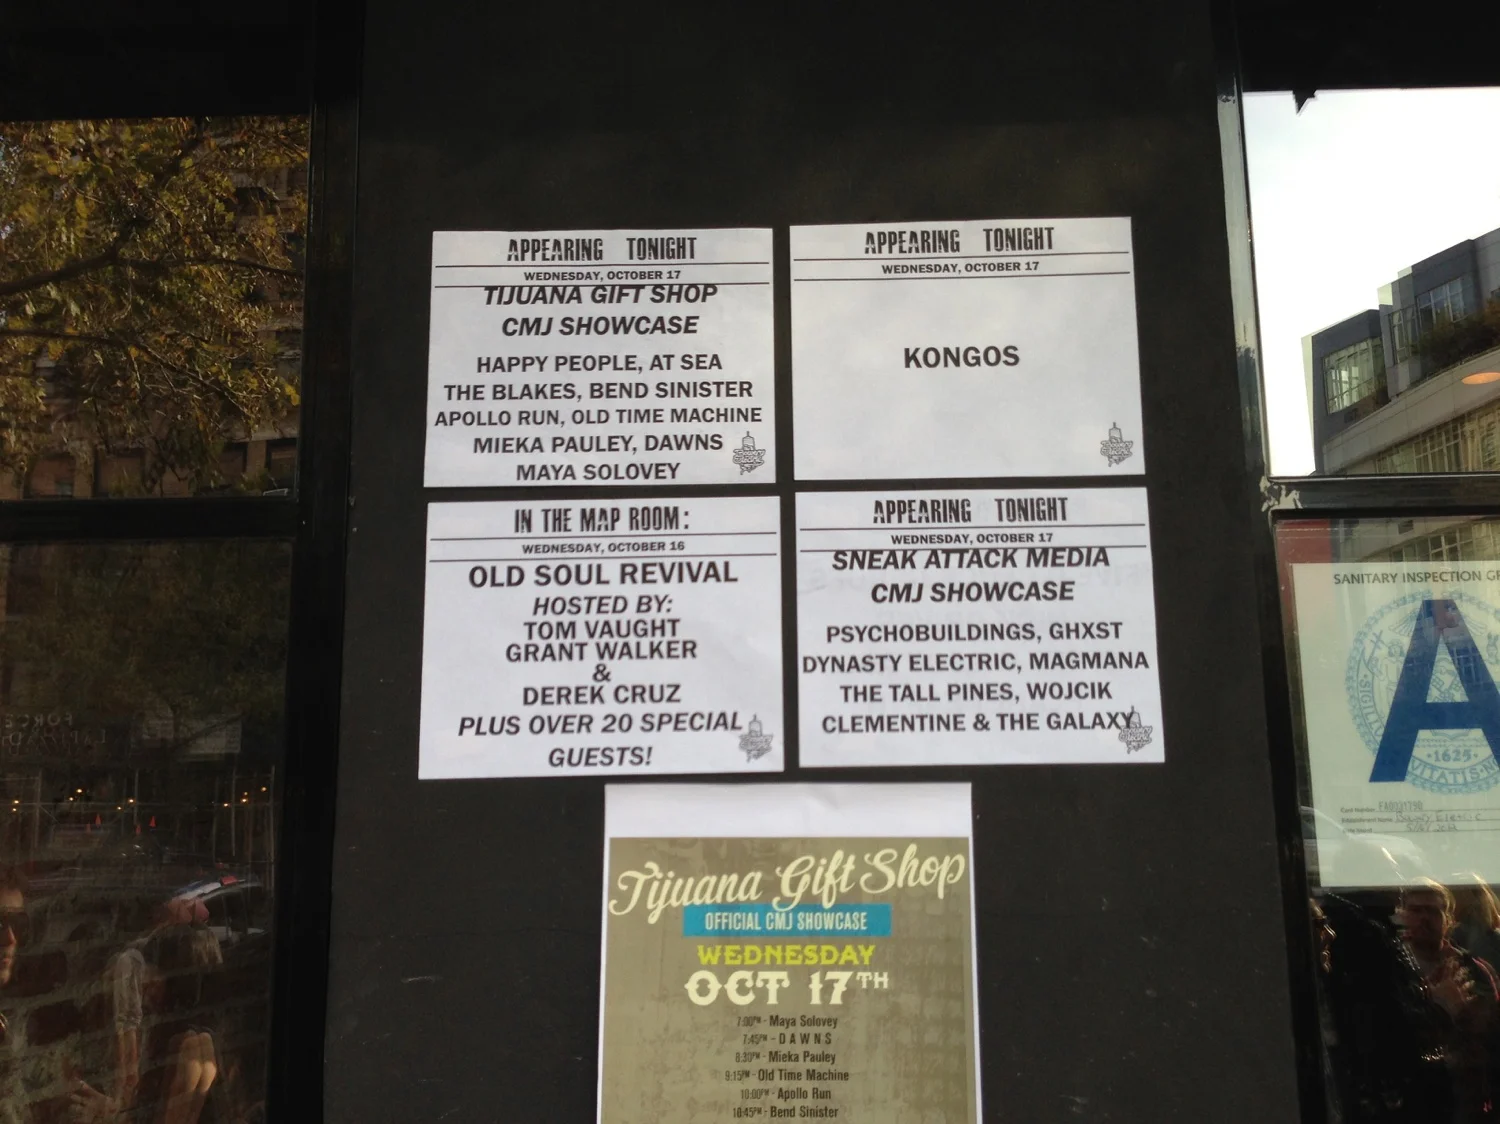 APPEARING TONIGHT
WEDNESDAY, OCTOBER 17
TIJUANA GIFT SHOP
CMJ SHOWCASE
HAPPY PEOPLE, AT SEA
THE BLAKES, BEND SINISTER
APOLLO RUN, OLD TIME MACHINE
MIEKA PAULEY, DAWNS
MAYA SOLOVEY
APPEARING TONIGHT
WEDNESDAY, OCTOBER 17
KONGOS
IN THE MAP ROOM:
WEDNESDAY, OCTOBER 16
OLD SOUL REVIVAL
HOSTED BY:
TOM VAUGHT
GRANT WALKER
&
DEREK CRUZ
PLUS OVER 20 SPECIAL
GUESTS!
APPEARING TONIGHT
WEDNESDAY, OCTOBER 17
SNEAK ATTACK MEDIA
CMJ SHOWCASE
PSYCHOBUILDINGS, GHXST
DYNASTY ELECTRIC, MAGMANA
THE TALL PINES, WOJCIK
CLEMENTINE & THE GALAXY
Tijuana Gift Shop
OFFICIAL CMJ SHOWCASE
WEDNESDAY
OCT 17TH
7:00PM - Maya Solovey
7:45PM - D A W N S
8:30PM - Mieka Pauley
9:15PM - Old Time Machine
10:00PM - Apollo Run
10:45PM - Bend Sinister
SANITARY INSPECTION
A
1625